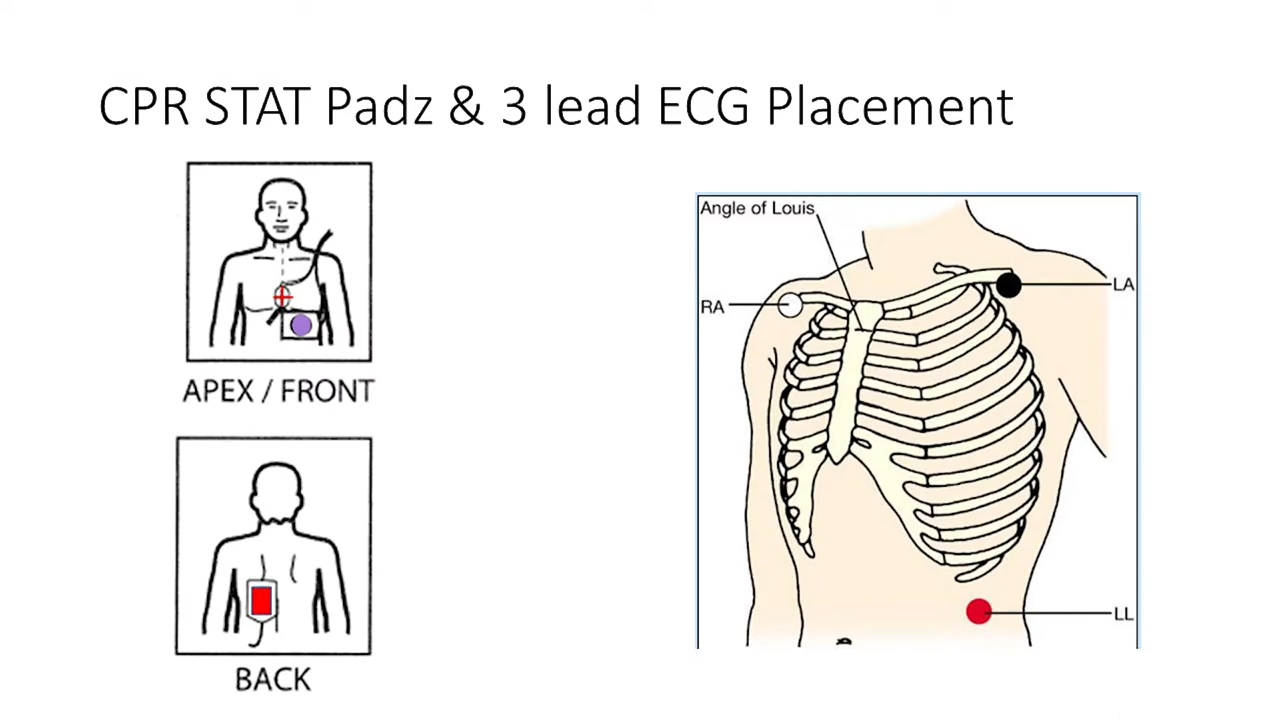 CPR STAT Padz & 3 lead ECG Placement
APEX / FRONT
BACK
Angle of Louis
RA
LA
LL